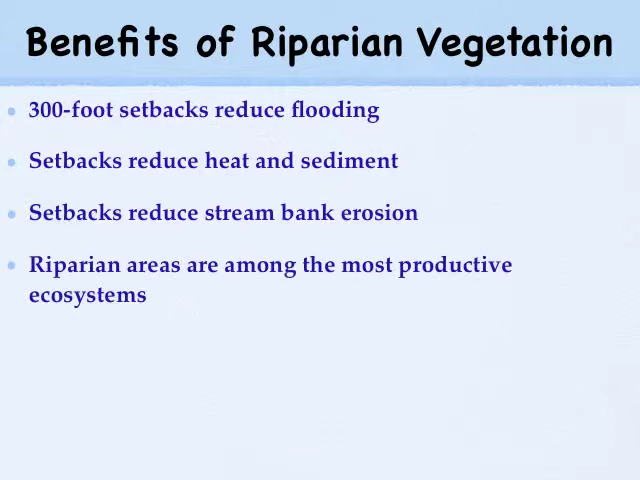 Benefits of Riparian Vegetation
• 300-foot setbacks reduce flooding
• Setbacks reduce heat and sediment
• Setbacks reduce stream bank erosion
• Riparian areas are among the most productive
ecosystems